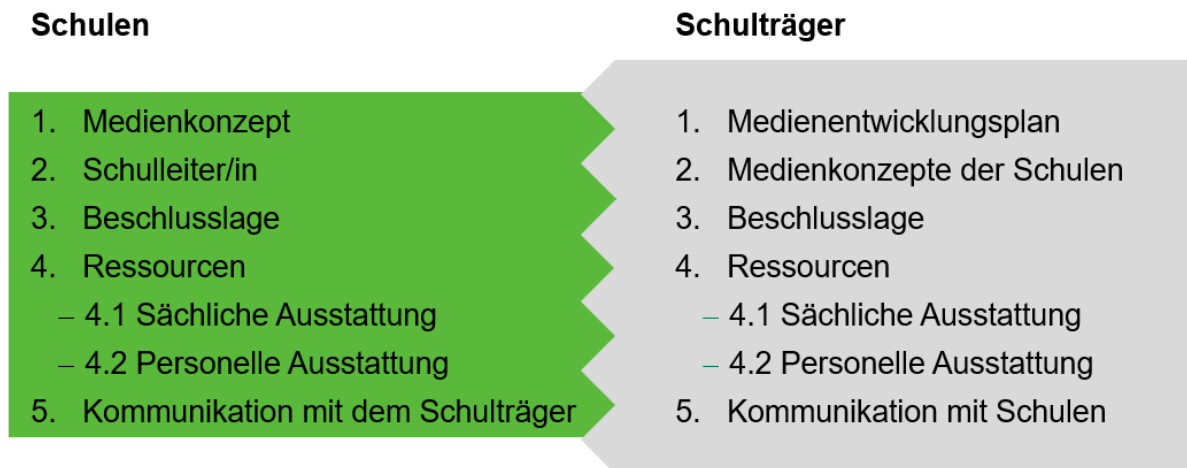 Schulen
1. Medienkonzept
2. Schulleiter/in
3. Beschlusslage
4. Ressourcen
– 4.1 Sächliche Ausstattung
– 4.2 Personelle Ausstattung
5. Kommunikation mit dem Schulträger
Schulträger
1. Medienentwicklungsplan
2. Medienkonzepte der Schulen
3. Beschlusslage
4. Ressourcen
– 4.1 Sächliche Ausstattung
– 4.2 Personelle Ausstattung
5. Kommunikation mit Schulen